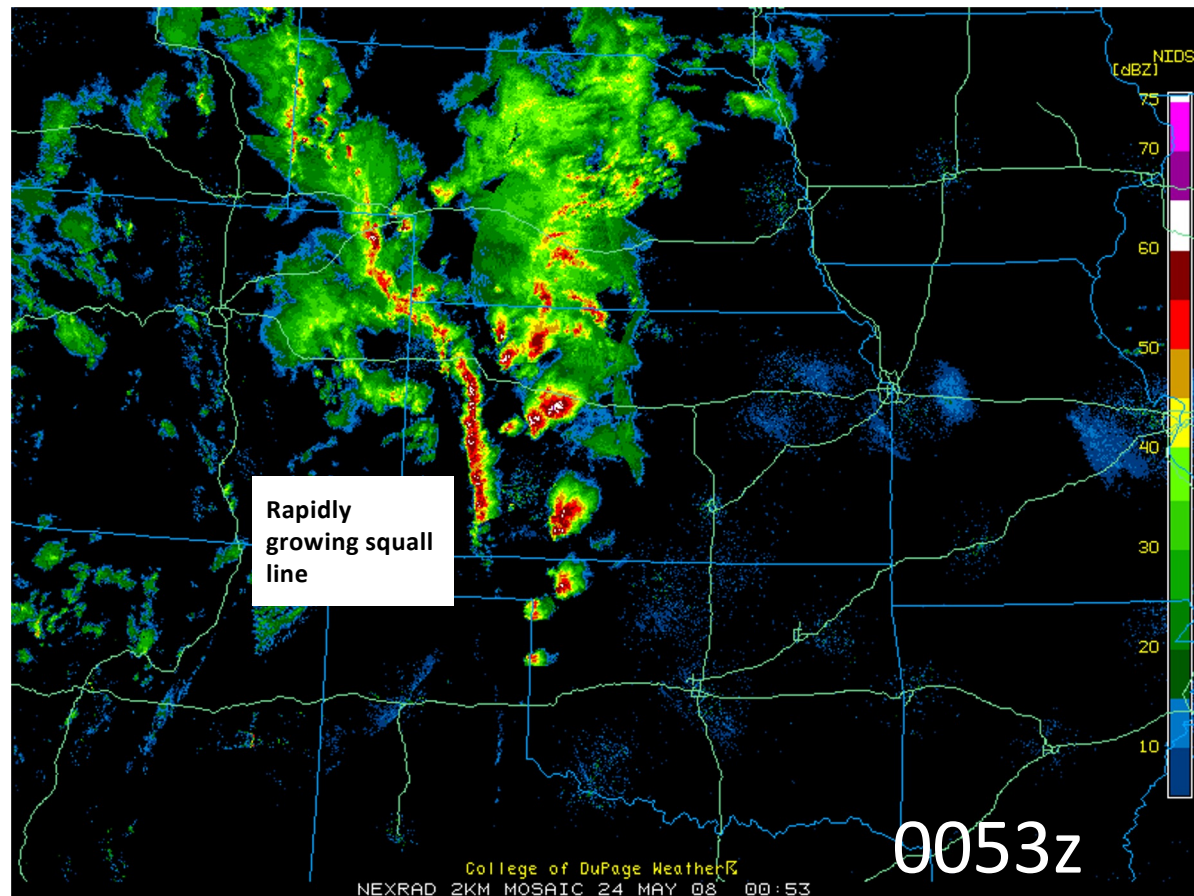 NIDS
[dBZ]
75
70
60
50
40
30
20
10
Rapidly
growing squall
line
0053z
College of DuPage Weather
NEXRAD 2KM MOSAIC 24 MAY 08 00:53